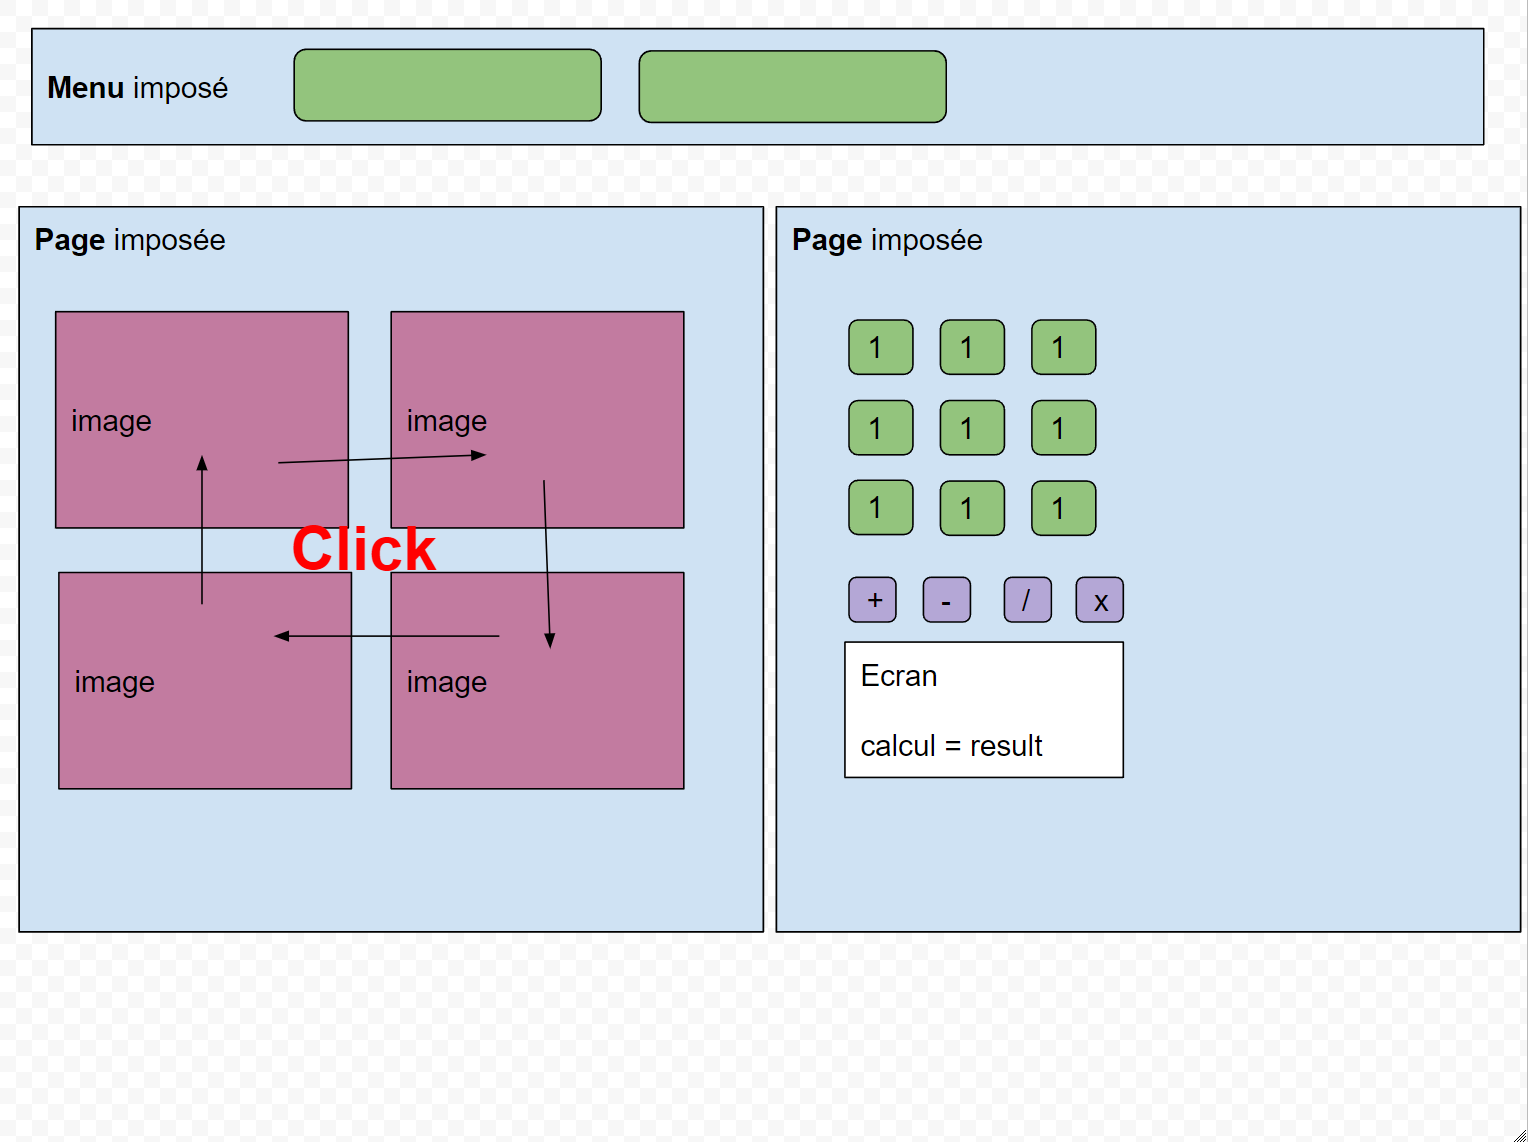 Menu imposé
Page imposée
image
image
Click
image
image
Page imposée
1 1 1
1 1 1
1 1 1
+ - / x
Ecran
calcul = result